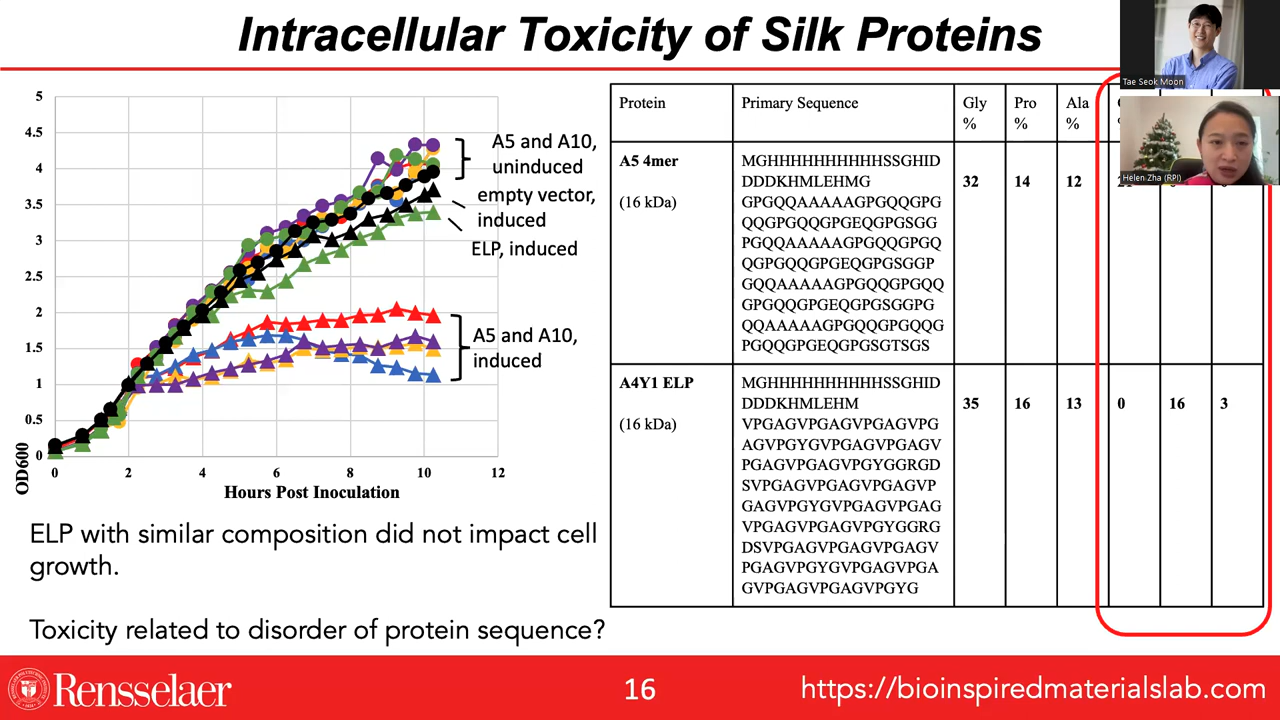 Intracellular Toxicity of Silk Proteins
Tae Seok Moon
Helen Zha (RPI)
5
4.5
4
3.5
3
2.5
2
1.5
1
0.5
0
OD600
0 2 4 6 8 10 12
Hours Post Inoculation
A5 and A10,
uninduced
empty vector,
induced
ELP, induced
A5 and A10,
induced
ELP with similar composition did not impact cell
growth.
Toxicity related to disorder of protein sequence?
Protein Primary Sequence Gly % Pro % Ala %
A5 4mer
(16 kDa)
MGHHHHHHHHHHSSGHID
DDDKHMLEHMG
GPGQQAAAAAGPGQQGPG
QQGPGQQGPGEQGPGSGG
PGQQAAAAAGPGQQGPGQ
QGPGQQGPGEQGPGSGGP
GQQAAAAAGPGQQGPGQQ
GPGQQGPGEQGPGSGGPG
QQAAAAAGPGQQGPGQQG
PGQQGPGEQGPGSGTSGS
32 14 12
A4Y1 ELP
(16 kDa)
MGHHHHHHHHHHSSGHID
DDDKHMLEHM
VPGAGVPGAGVPGAGVPG
AGVPGYGVPGAGVPGAGV
PGAGVPGAGVPGYGGRGD
SVPGAGVPGAGVPGAGVP
GAGVPGYGVPGAGVPGAG
VPGAGVPGAGVPGYGGRG
DSVPGAGVPGAGVPGAGV
PGAGVPGYGVPGAGVPGA
GVPGAGVPGAGVPGYG
35 16 13 0 16 3
Rensselaer
16
https://bioinspiredmaterialslab.com